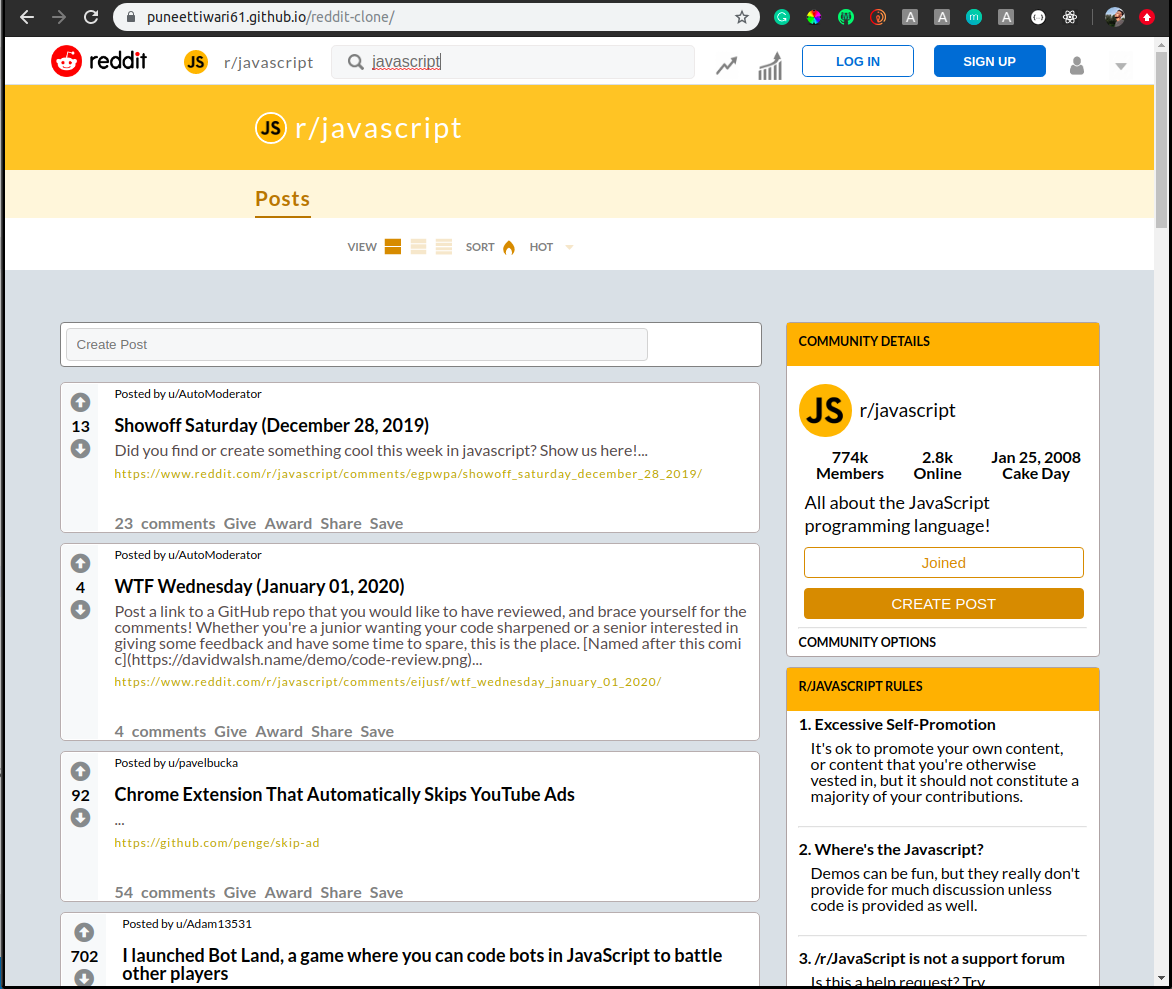 puneettiwari61.github.io/reddit-clone/
reddit JS r/javascript javascript LOG IN SIGN UP
JS r/javascript
Posts
VIEW SORT HOT
Create Post
Posted by u/AutoModerator
13
Showoff Saturday (December 28, 2019)
Did you find or create something cool this week in javascript? Show us here!...
https://www.reddit.com/r/javascript/comments/egpwpa/showoff_saturday_december_28_2019/
23 comments Give Award Share Save
Posted by u/AutoModerator
4
WTF Wednesday (January 01, 2020)
Post a link to a GitHub repo that you would like to have reviewed, and brace yourself for the
comments! Whether you're a junior wanting your code sharpened or a senior interested in
giving some feedback and have some time to spare, this is the place. [Named after this comi
c](https://davidwalsh.name/demo/code-review.png)...
https://www.reddit.com/r/javascript/comments/eijusf/wtf_wednesday_january_01_2020/
4 comments Give Award Share Save
Posted by u/pavelbucka
92
Chrome Extension That Automatically Skips YouTube Ads
...
https://github.com/penge/skip-ad
54 comments Give Award Share Save
Posted by u/Adam13531
702
I launched Bot Land, a game where you can code bots in JavaScript to battle
other players
COMMUNITY DETAILS
JS r/javascript
774k 2.8k Jan 25, 2008
Members Online Cake Day
All about the JavaScript
programming language!
Joined
CREATE POST
COMMUNITY OPTIONS
R/JAVASCRIPT RULES
1. Excessive Self-Promotion
It's ok to promote your own content,
or content that you're otherwise
vested in, but it should not constitute a
majority of your contributions.
2. Where's the Javascript?
Demos can be fun, but they really don't
provide for much discussion unless
code is provided as well.
3. /r/JavaScript is not a support forum
Is this a help request? Try